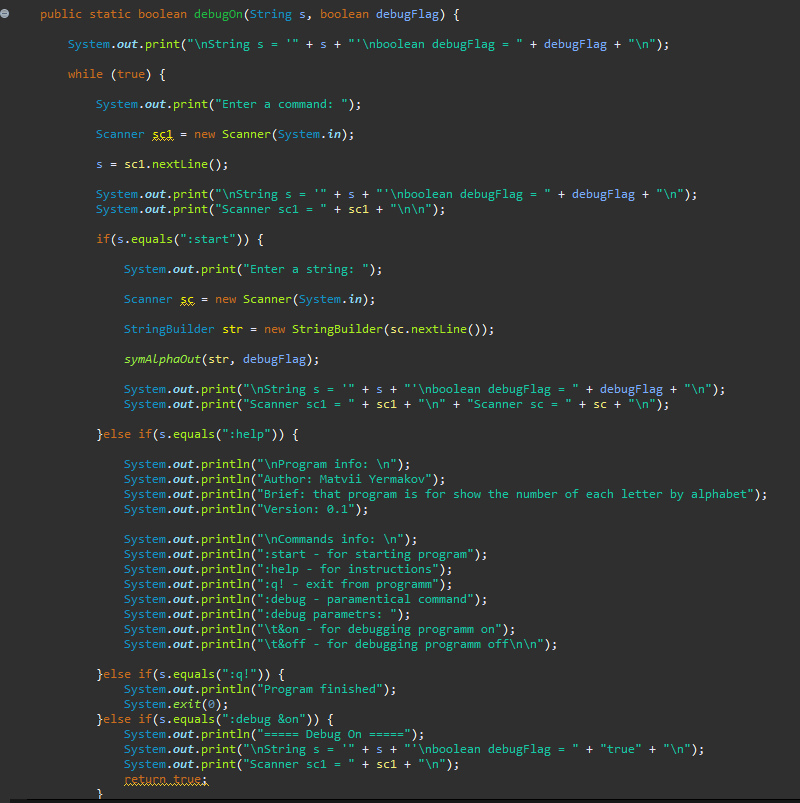 public static boolean debugOn(String s, boolean debugFlag) {
System.out.print("\nString s = '" + s + "'\nboolean debugFlag = " + debugFlag + "\n");
while (true) {
System.out.print("Enter a command: ");
Scanner sc1 = new Scanner(System.in);
s = sc1.nextLine();
System.out.print("\nString s = '" + s + "'\nboolean debugFlag = " + debugFlag + "\n");
System.out.print("Scanner sc1 = " + sc1 + "\n\n");
if(s.equals(":start")) {
System.out.print("Enter a string: ");
Scanner sc = new Scanner(System.in);
StringBuilder str = new StringBuilder(sc.nextLine());
symAlphaOut(str, debugFlag);
System.out.print("\nString s = '" + s + "'\nboolean debugFlag = " + debugFlag + "\n");
System.out.print("Scanner sc1 = " + sc1 + "\n" + "Scanner sc = " + sc + "\n");
}else if(s.equals(":help")) {
System.out.println("\nProgram info: \n");
System.out.println("Author: Matvii Yermakov");
System.out.println("Brief: that program is for show the number of each letter by alphabet");
System.out.println("Version: 0.1");
System.out.println("\nCommands info: \n");
System.out.println(":start - for starting program");
System.out.println(":help - for instructions");
System.out.println(":q! - exit from programm");
System.out.println(":debug - paramentical command");
System.out.println(":debug parametrs: ");
System.out.println("\t&on - for debugging programm on");
System.out.println("\t&off - for debugging programm off\n\n");
}else if(s.equals(":q!")) {
System.out.println("Program finished");
System.exit(0);
}else if(s.equals(":debug &on")) {
System.out.println("===== Debug On =====");
System.out.print("\nString s = '" + s + "'\nboolean debugFlag = " + "true" + "\n");
System.out.print("Scanner sc1 = " + sc1 + "\n");
return true;
}